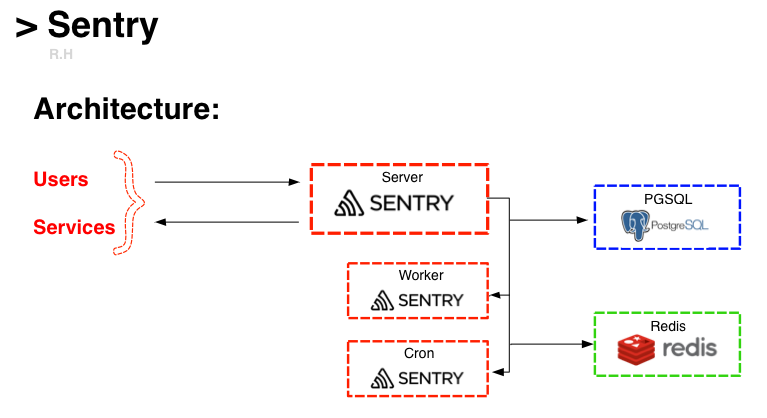 > Sentry
R.H
Architecture:
Users
Services
Server
SENTRY
Worker
SENTRY
Cron
SENTRY
PGSQL
PostgreSQL
Redis
redis